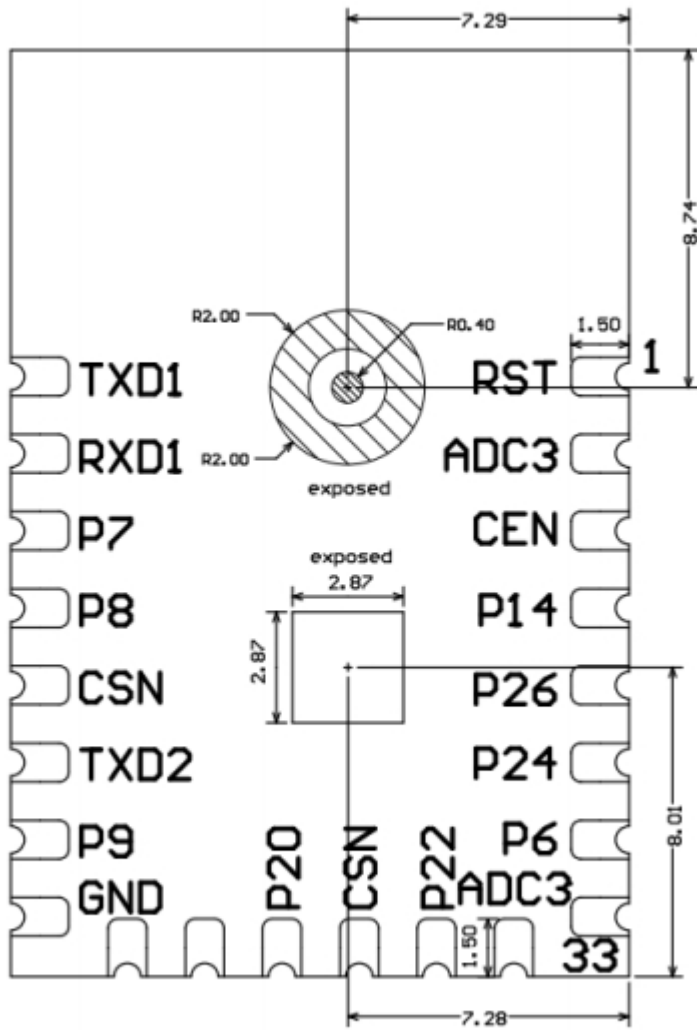 7.29
8.74
R2.00
R0.40
1.50
1
TXD1
RST
RXD1
ADC3
R2.00
exposed
P7
CEN
exposed
2.87
P8
P14
2.87
CSN
P26
TXD2
P24
8.01
P9
P20
CSN
P22
P6
GND
ADC3
1.50
33
7.28